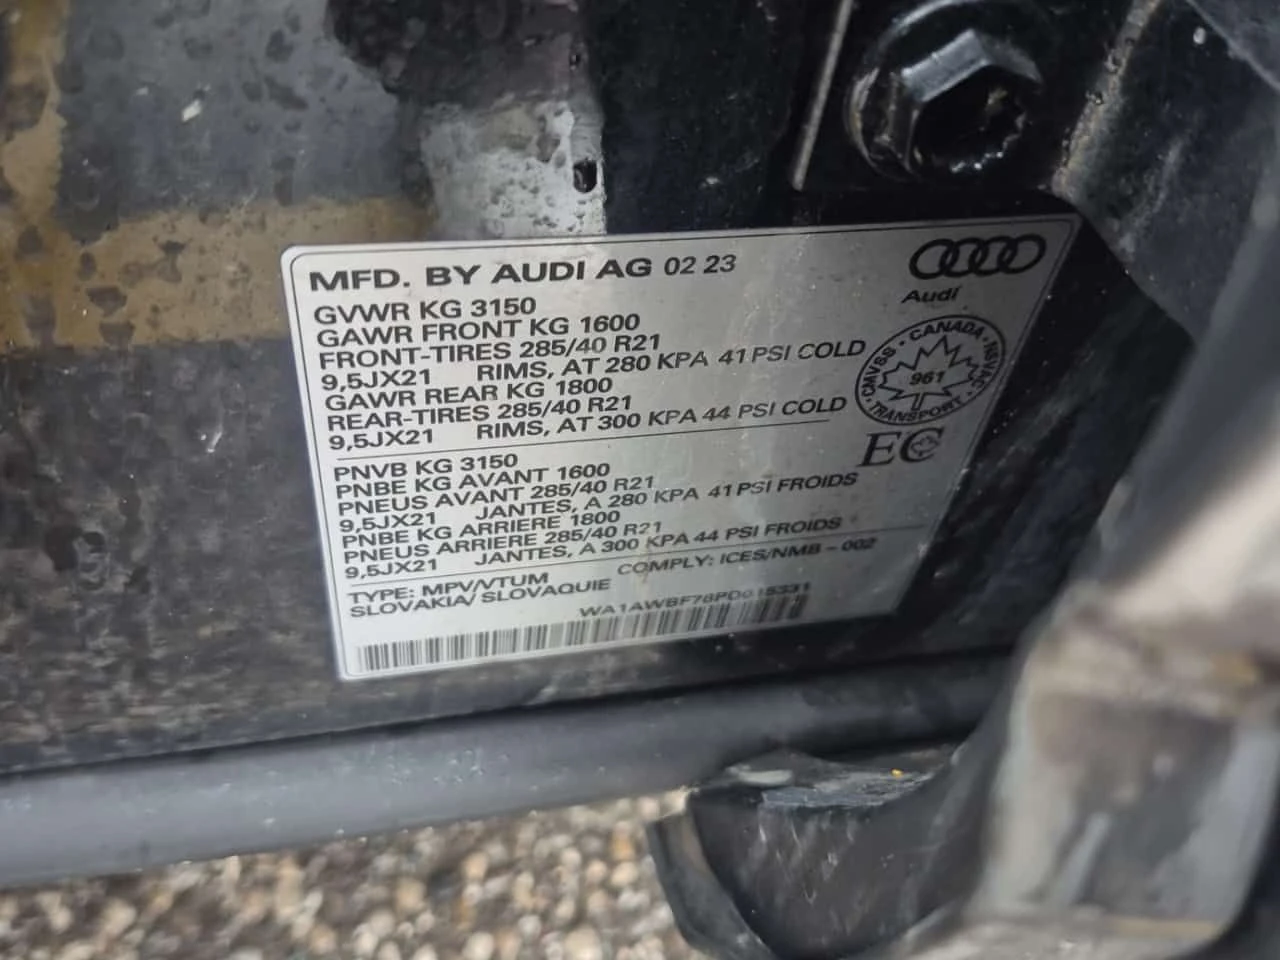 MFD. BY AUDI AG 02 23
Audi
GVWR KG 3150
GAWR FRONT KG 1600
FRONT-TIRES 285/40 R21
9,5JX21 RIMS, AT 280 KPA 41 PSI COLD
GAWR REAR KG 1800
REAR-TIRES 285/40 R21
9,5JX21 RIMS, AT 300 KPA 44 PSI COLD
CANADA
CMVSS
NSVAC
961
TRANSPORT
EC
PNVB KG 3150
PNBE KG AVANT 1600
PNEUS AVANT 285/40 R21
9,5JX21 JANTES, A 280 KPA 41 PSI FROIDS
PNBE KG ARRIERE 1800
PNEUS ARRIERE 285/40 R21
9,5JX21 JANTES, A 300 KPA 44 PSI FROIDS
TYPE: MPV/VTUM COMPLY: ICES/NMB - 002
SLOVAKIA/ SLOVAQUIE